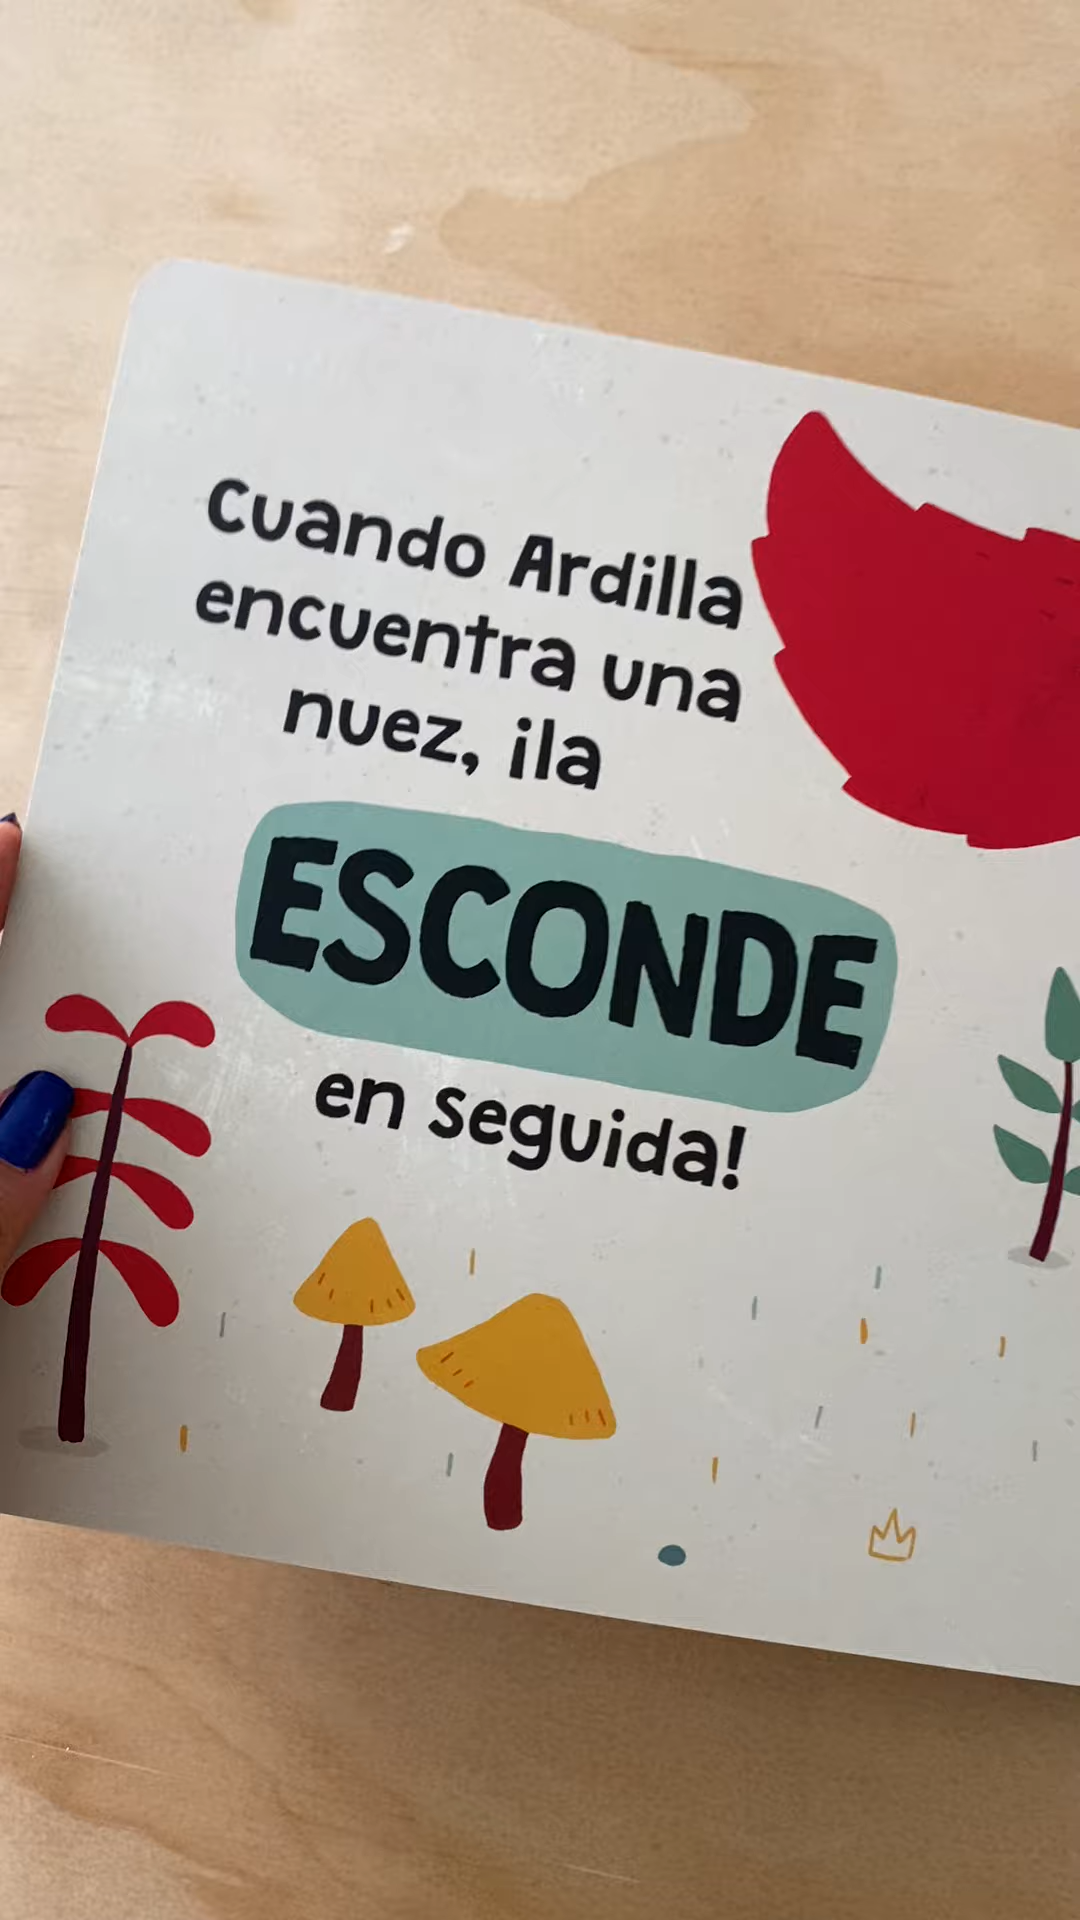 Cuando Ardilla
encuentra una
nuez, ¡la
ESCONDE
en seguida!